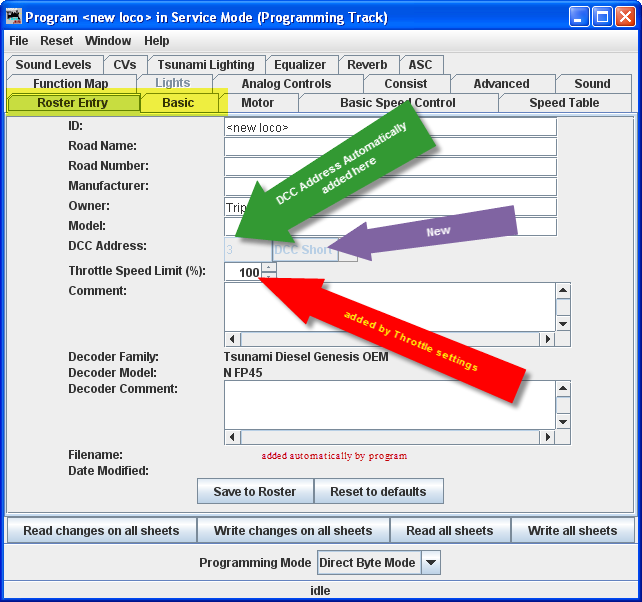 Program <new loco> in Service Mode (Programming Track)
File Reset Window Help
Sound Levels CVs Tsunami Lighting Equalizer Reverb ASC
Function Map Lights Analog Controls Consist Advanced Sound
Roster Entry Basic Motor Basic Speed Control Speed Table
ID: <new loco>
Road Name:
Road Number:
Manufacturer:
Owner: Trip
Model:
DCC Address: 3 DCC Short
Throttle Speed Limit (%): 100
Comment:
DCC Address Automatically
added here
New
added by Throttle settings
Decoder Family: Tsunami Diesel Genesis OEM
Decoder Model: N FP45
Decoder Comment:
Filename: added automatically by program
Date Modified:
Save to Roster Reset to defaults
Read changes on all sheets Write changes on all sheets Read all sheets Write all sheets
Programming Mode Direct Byte Mode
idle